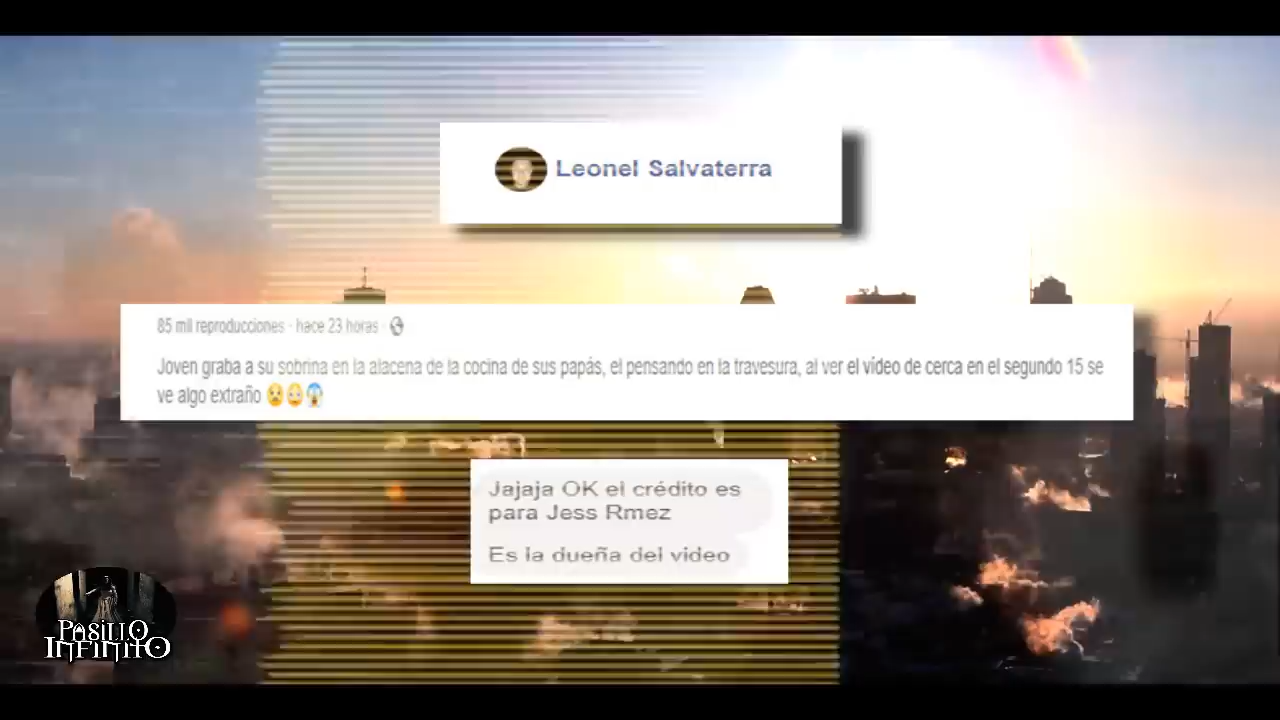 Leonel Salvaterra
85 mil reproducciones · hace 23 horas ·
Joven graba a su sobrina en la alacena de la cocina de sus papás, el pensando en la travesura, al ver el vídeo de cerca en el segundo 15 se
ve algo extraño 😟😳😱
Jajaja OK el crédito es
para Jess Rmez
Es la dueña del video
PASILLO
INFINITO